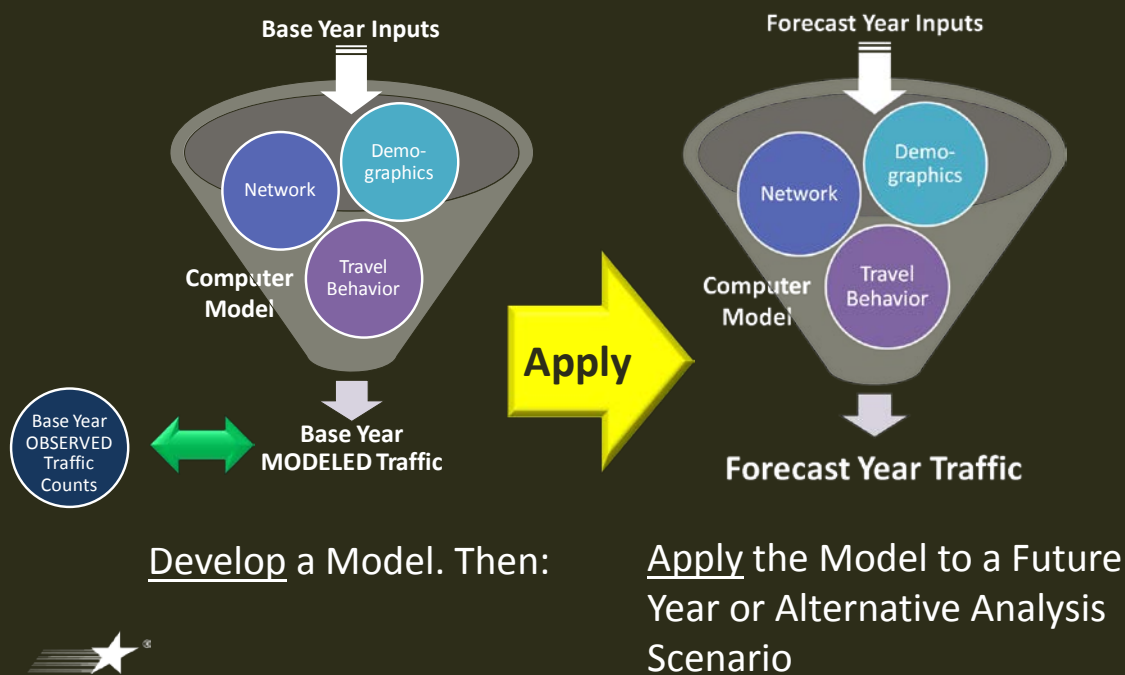 Base Year Inputs
Demo-
graphics
Network
Travel
Behavior
Computer
Model
Base Year
OBSERVED
Traffic
Counts
Base Year
MODELED Traffic
Apply
Forecast Year Inputs
Demo-
graphics
Network
Travel
Behavior
Computer
Model
Forecast Year Traffic
Develop a Model. Then:
Apply the Model to a Future
Year or Alternative Analysis
Scenario
®